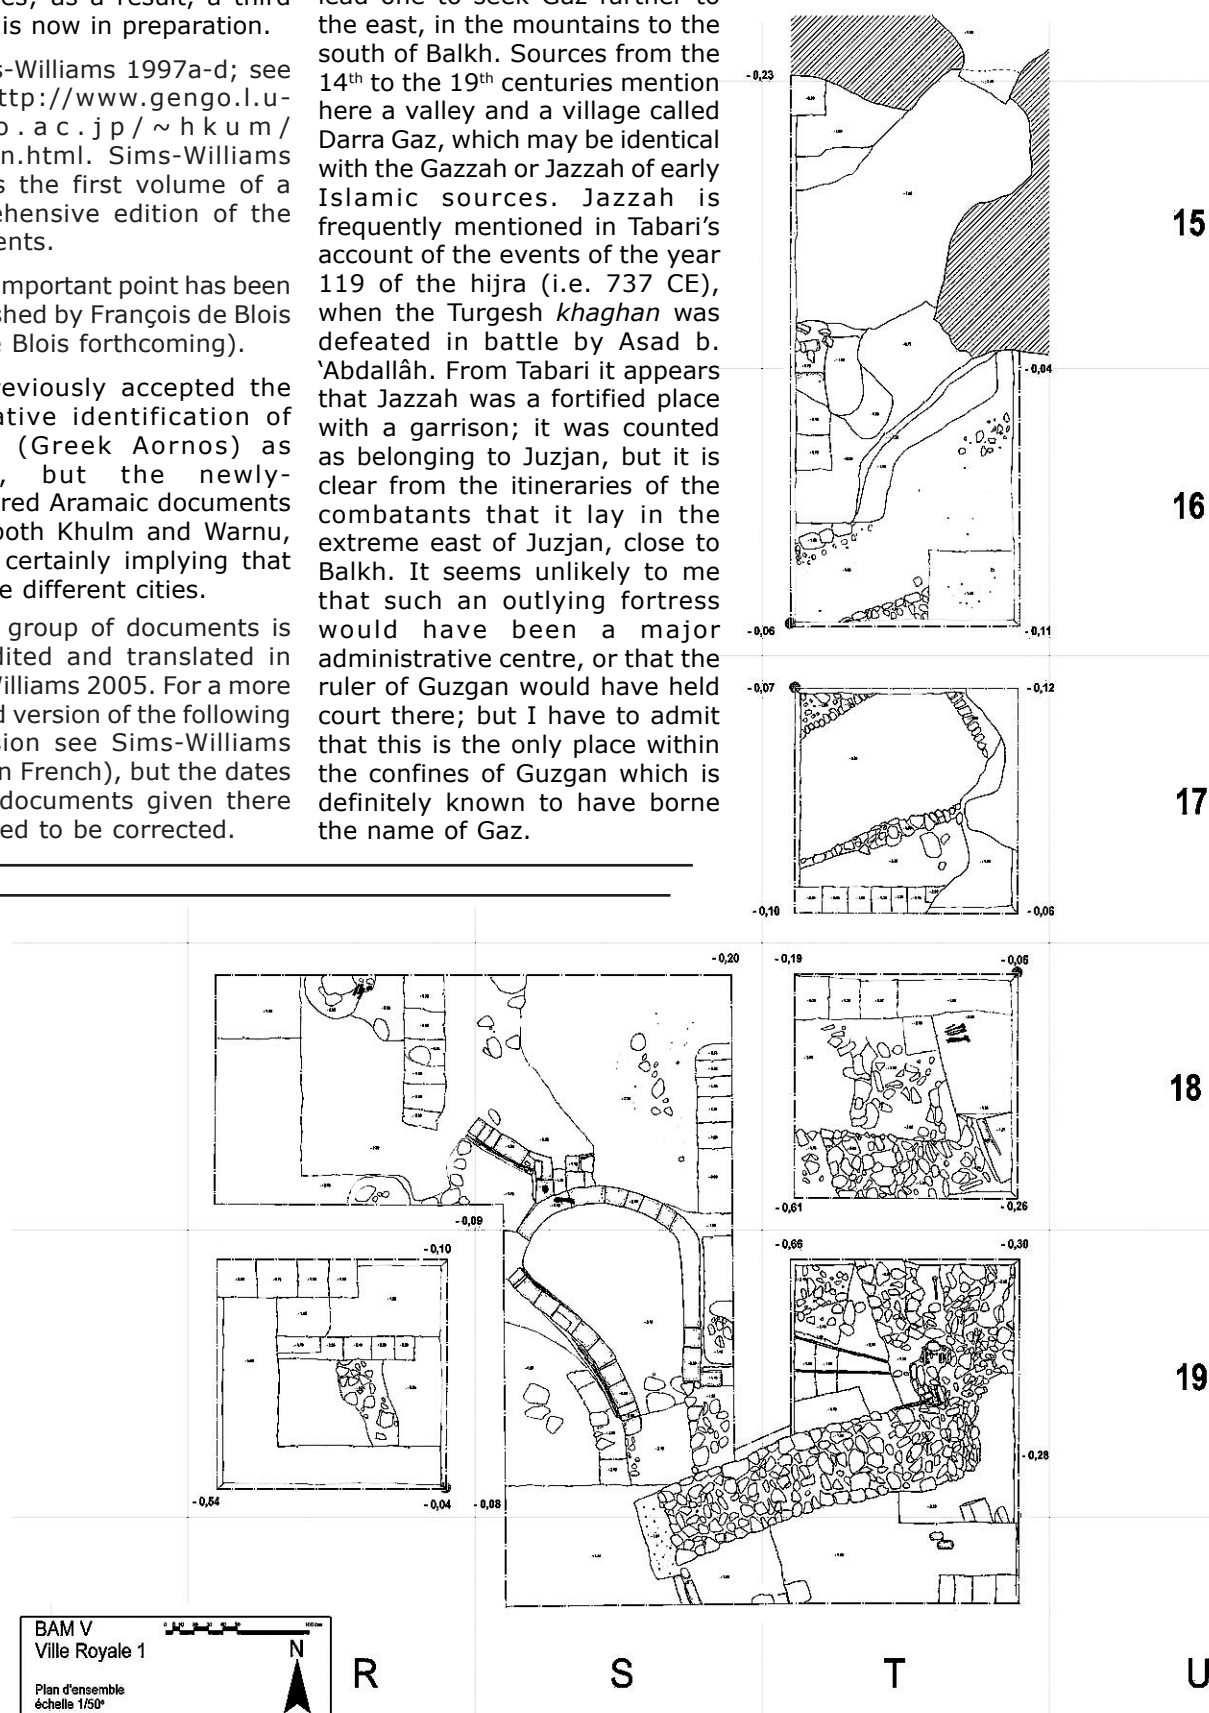 es, as a result, a third
is now in preparation.
s-Williams 1997a-d; see
ttp://www.gengo.l.u-
o.ac.jp/~hkum/
n.html. Sims-Williams
s the first volume of a
ehensive edition of the
ents.
mportant point has been
shed by François de Blois
e Blois forthcoming).
reviously accepted the
ative identification of
(Greek Aornos) as
, but the newly-
red Aramaic documents
both Khulm and Warnu,
certainly implying that
e different cities.
group of documents is
dited and translated in
Williams 2005. For a more
d version of the following
sion see Sims-Williams
n French), but the dates
documents given there
ed to be corrected.
lead one to seek Gaz further to
the east, in the mountains to the
south of Balkh. Sources from the
14th to the 19th centuries mention
here a valley and a village called
Darra Gaz, which may be identical
with the Gazzah or Jazzah of early
Islamic sources. Jazzah is
frequently mentioned in Tabari’s
account of the events of the year
119 of the hijra (i.e. 737 CE),
when the Turgesh khaghan was
defeated in battle by Asad b.
‘Abdallâh. From Tabari it appears
that Jazzah was a fortified place
with a garrison; it was counted
as belonging to Juzjan, but it is
clear from the itineraries of the
combatants that it lay in the
extreme east of Juzjan, close to
Balkh. It seems unlikely to me
that such an outlying fortress
would have been a major
administrative centre, or that the
ruler of Guzgan would have held
court there; but I have to admit
that this is the only place within
the confines of Guzgan which is
definitely known to have borne
the name of Gaz.
- 0,23
15
- 0,04
16
- 0,06
- 0,11
- 0,07
- 0,12
17
- 0,10
- 0,06
- 0,20
- 0,19
- 0,05
18
- 0,61
- 0,26
- 0,09
- 0,10
- 0,66
- 0,30
19
- 0,28
- 0,54
- 0,04
- 0,08
BAM V
Ville Royale 1
N
Plan d'ensemble
échelle 1/50e
R
S
T
U